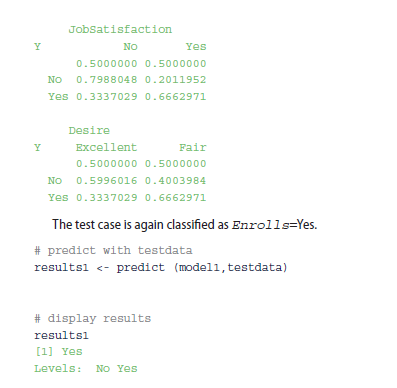 JobSatisfaction
Y No Yes
0.5000000 0.5000000
No 0.7988048 0.2011952
Yes 0.3337029 0.6662971
Desire
Y Excellent Fair
0.5000000 0.5000000
No 0.5996016 0.4003984
Yes 0.3337029 0.6662971
The test case is again classified as Enrolls=Yes.
# predict with testdata
results1 <- predict (model1,testdata)
# display results
results1
[1] Yes
Levels: No Yes